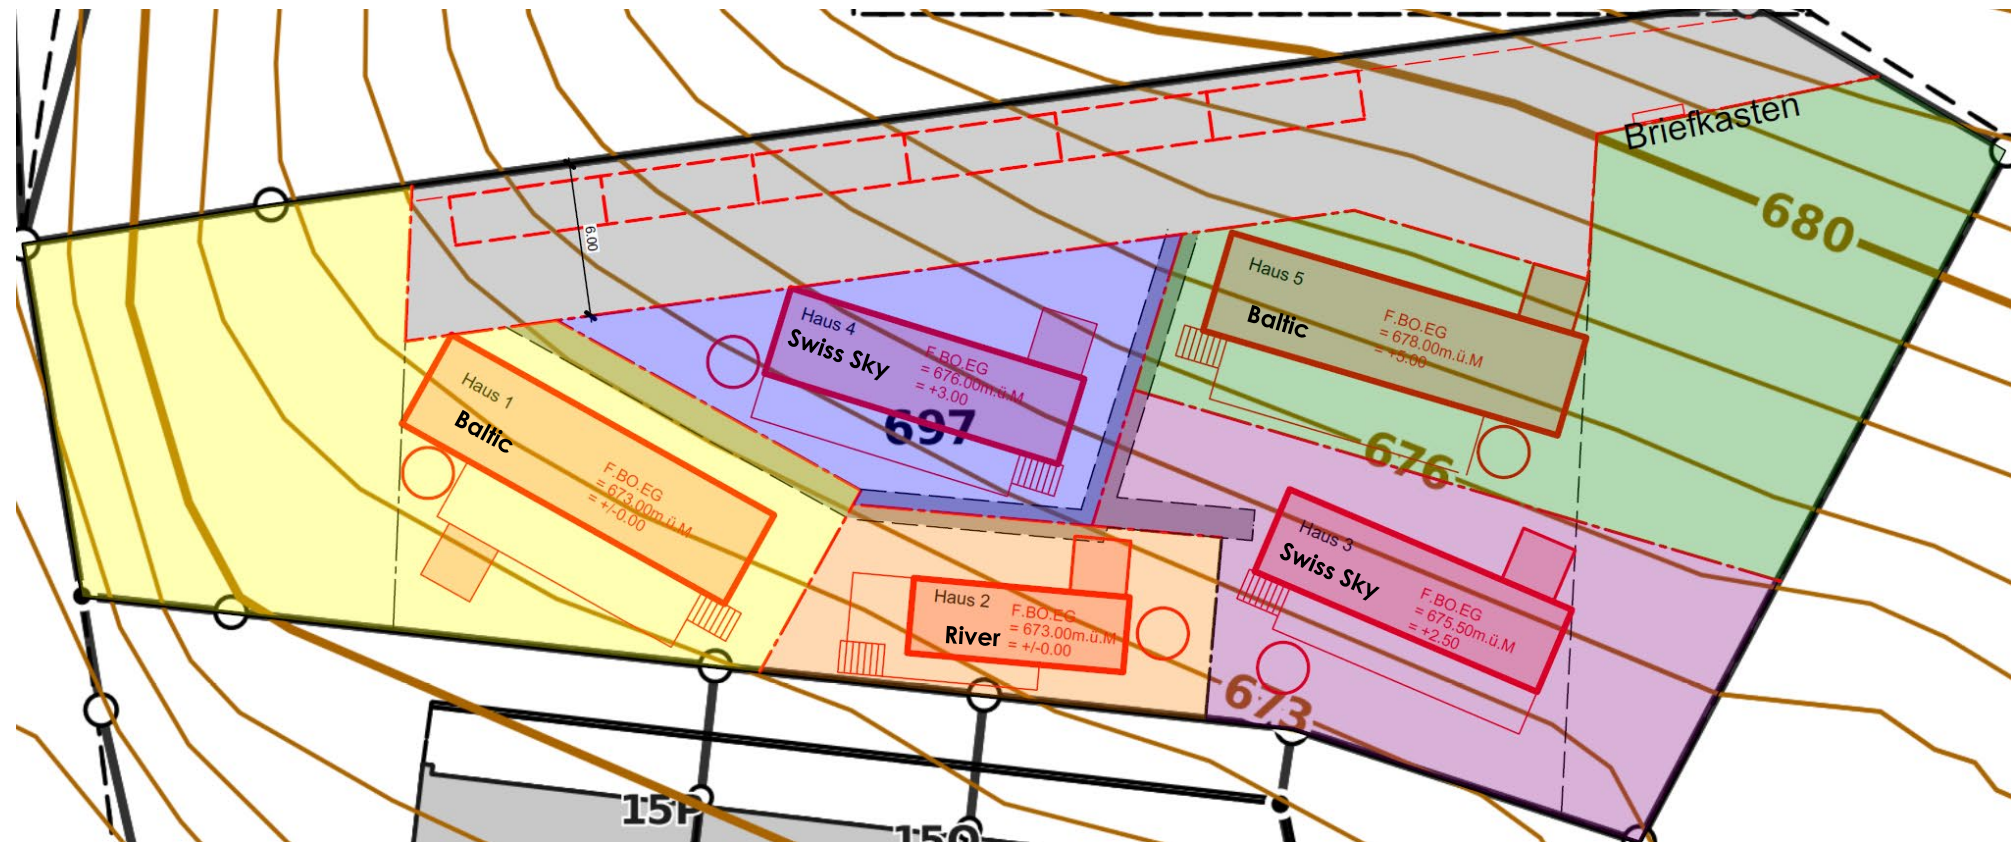 Briefkasten
680
6.00
Haus 5
Baltic
F.BO.EG
= 678.00m.ü.M
= +5.00
Haus 4
Swiss Sky
F.BO.EG
= 676.00m.ü.M
= +3.00
697
Haus 1
Baltic
F.BO.EG
= 673.00m.ü.M
= +/-0.00
676
Haus 3
Swiss Sky
F.BO.EG
= 675.50m.ü.M
= +2.50
Haus 2
River
F.BO.EG
= 673.00m.ü.M
= +/-0.00
673
15P